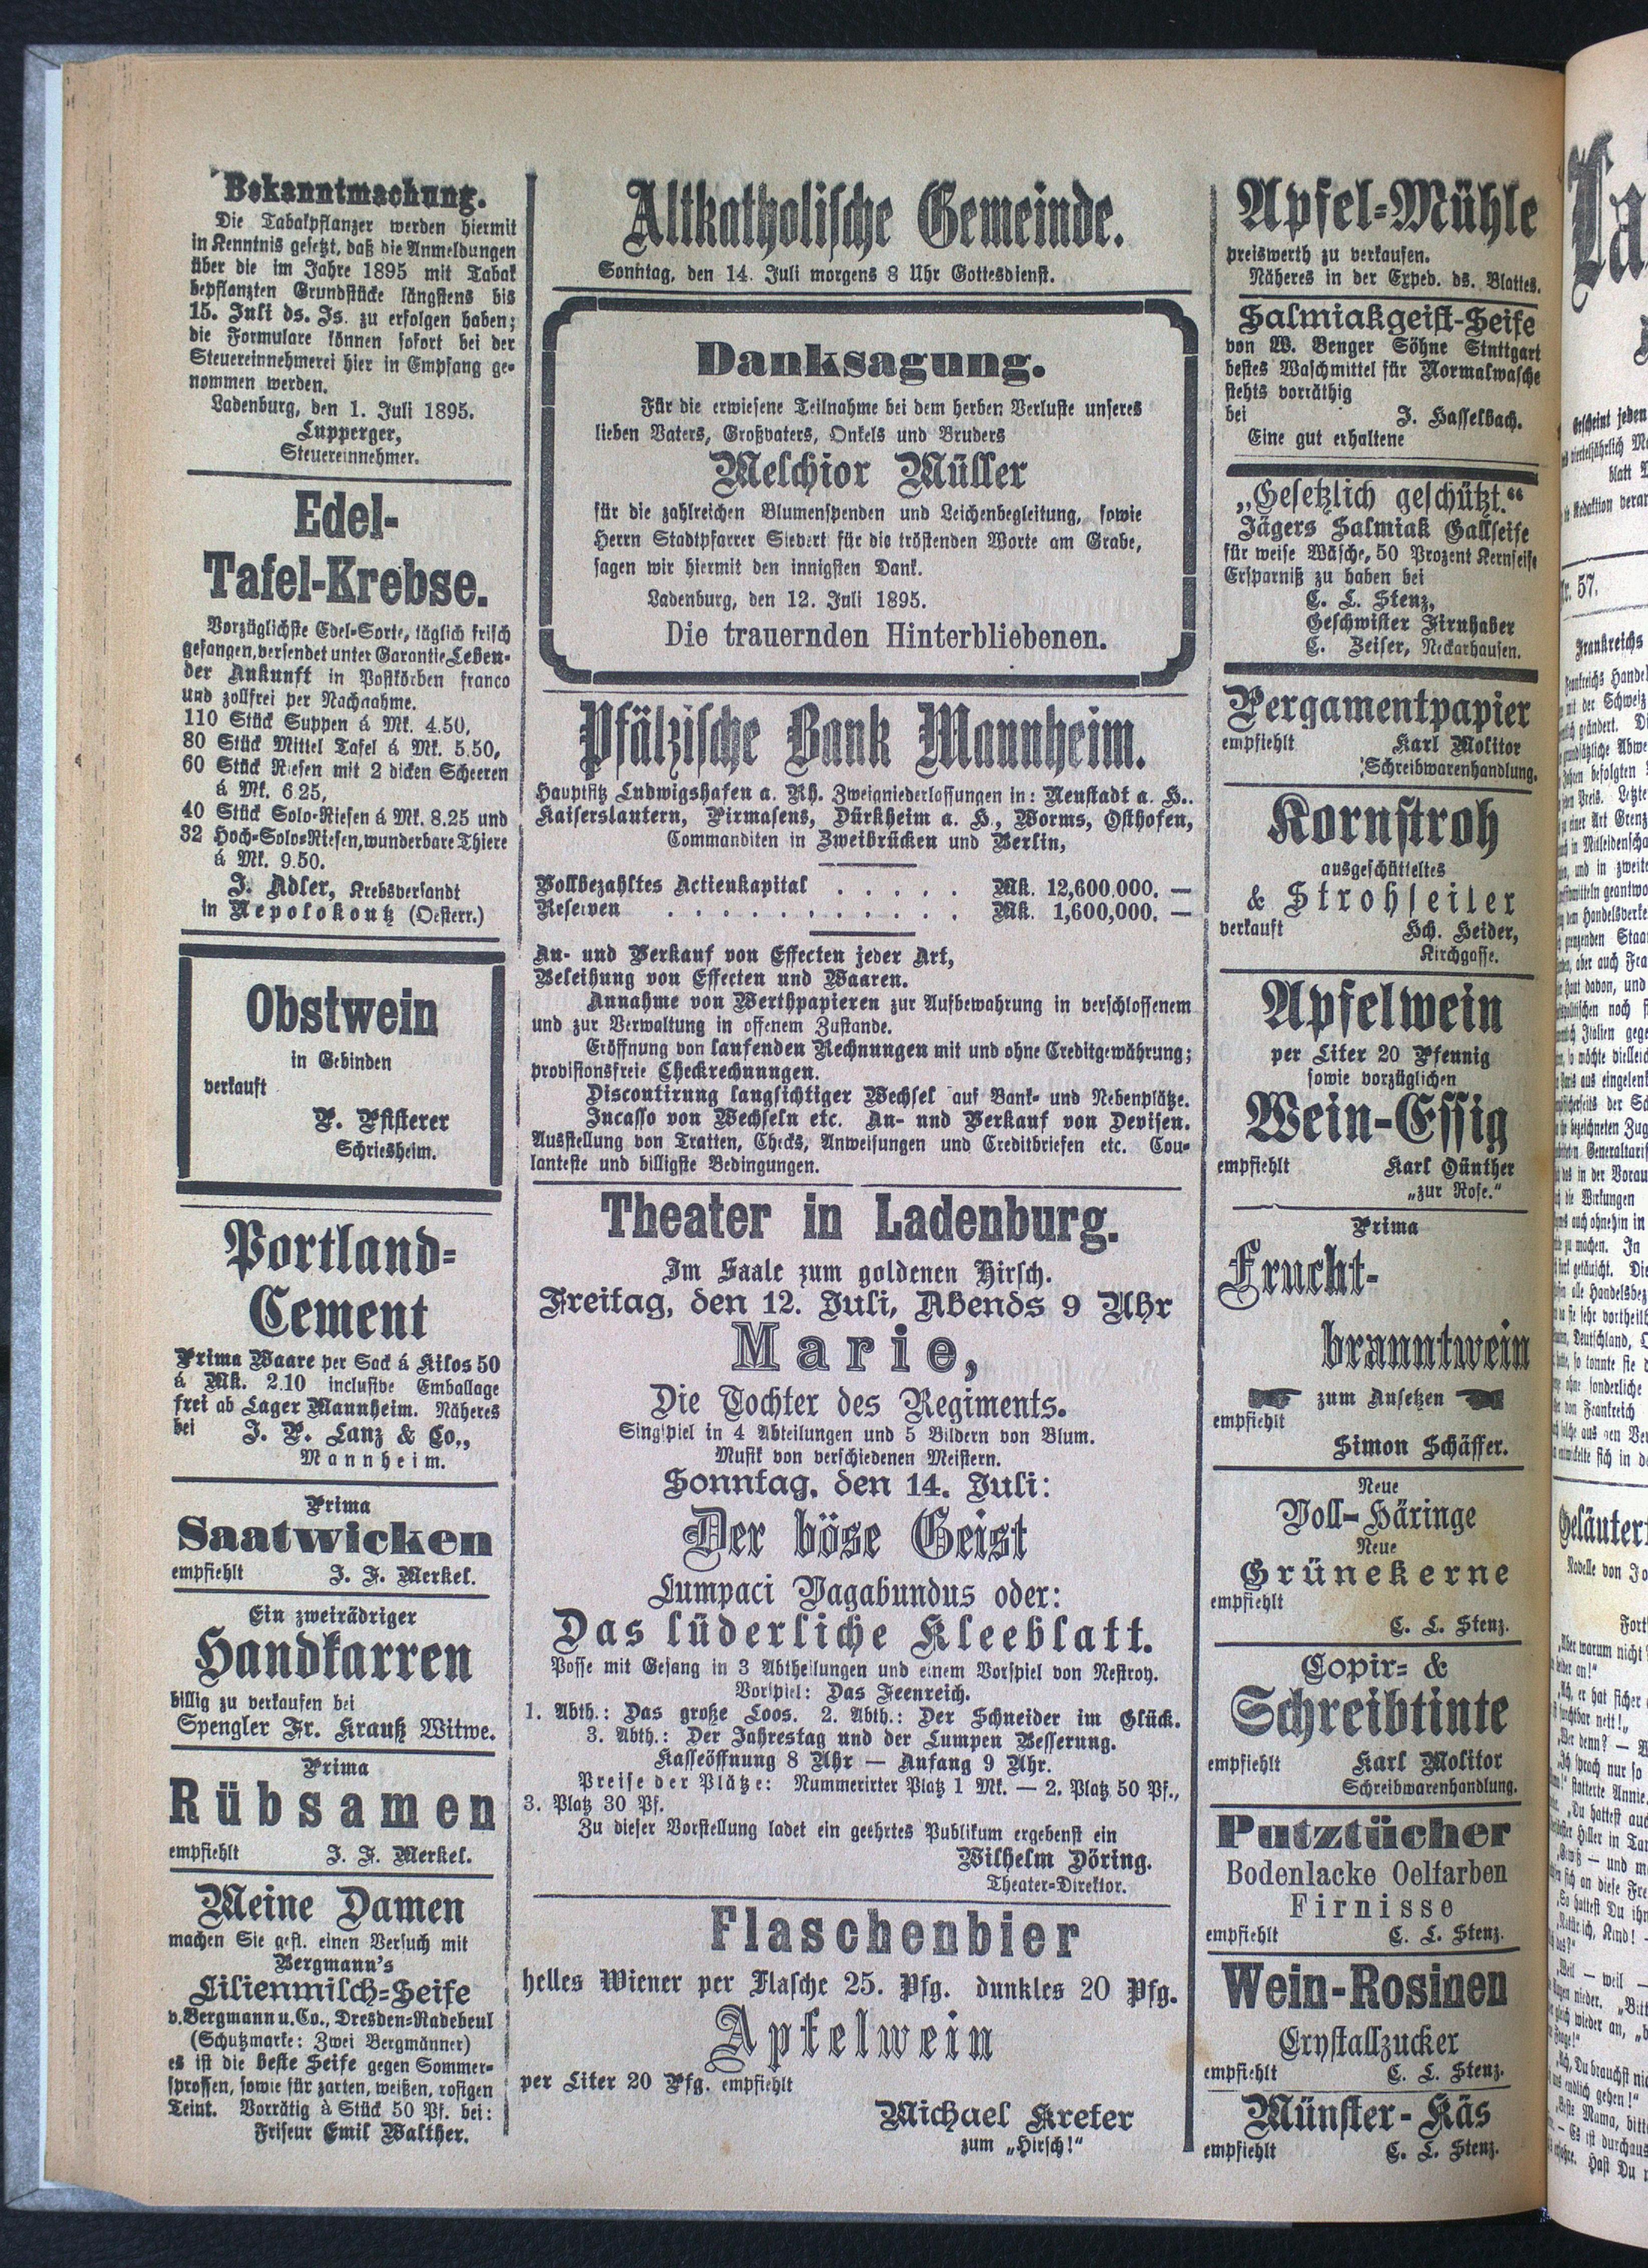 Bekanntmachung.
Die Tabakpflanzer werden hiermit
in Kenntnis gesetzt, daß die Anmeldungen
über die im Jahre 1895 mit Tabak
bepflanzten Grundstücke längstens bis
15. Juli ds. Js. zu erfolgen haben;
die Formulare können sofort bei der
Steuereinnehmerei hier in Empfang ge-
nommen werden.
Ladenburg, den 1. Juli 1895.
Lupperger,
Steuereinnehmer.
Edel-
Tafel-Krebse.
Vorzüglichste Edel-Sorte, täglich frisch
gefangen, versendet unter Garantie Leben-
der Ankunft in Postkörben franco
und zollfrei per Nachnahme.
110 Stück Suppen á Mk. 4.50,
80 Stück Mittel Tafel á Mk. 5.50,
60 Stück Riesen mit 2 dicken Scheeren
á Mk. 6 25,
40 Stück Solo-Riesen á Mk. 8.25 und
32 Hoch-Solo-Riesen, wunderbare Thiere
á Mk. 9.50.
J. Adler, Krebsversandt
in Nepolokoutz (Oesterr.)
Obstwein
in Gebinden
verkauft
P. Pfisterer
Schriesheim.
Portland-
Cement
Prima Waare per Sack á Kilos 50
á Mk. 2.10 inclusive Emballage
frei ab Lager Mannheim. Näheres
bei J. P. Lanz & Co.,
Mannheim.
Prima
Saatwicken
empfiehlt J. F. Merkel.
Ein zweirädriger
Handkarren
billig zu verkaufen bei
Spengler Fr. Krauß Witwe.
Prima
Rübsamen
empfiehlt J. F. Merkel.
Meine Damen
machen Sie gefl. einen Versuch mit
Bergmann's
Lilienmilch-Seife
v. Bergmann u. Co., Dresden-Radebeul
(Schutzmarke: Zwei Bergmänner)
es ist die beste Seife gegen Sommer-
sprossen, sowie für zarten, weißen, rosigen
Teint. Vorrätig à Stück 50 Pf. bei:
Friseur Emil Walther.
Altkatholische Gemeinde.
Sonntag, den 14. Juli morgens 8 Uhr Gottesdienst.
Danksagung.
Für die erwiesene Teilnahme bei dem herben Verluste unseres
lieben Vaters, Großvaters, Onkels und Bruders
Melchior Müller
für die zahlreichen Blumenspenden und Leichenbegleitung, sowie
Herrn Stadtpfarrer Siebert für die tröstenden Worte am Grabe,
sagen wir hiermit den innigsten Dank.
Ladenburg, den 12. Juli 1895.
Die trauernden Hinterbliebenen.
Pfälzische Bank Mannheim.
Hauptsitz Ludwigshafen a. Rh. Zweigniederlassungen in: Neustadt a. H..
Kaiserslautern, Pirmasens, Dürkheim a. H., Worms, Osthofen,
Commanditen in Zweibrücken und Berlin,
Vollbezahltes Actienkapital . . . . . Mk. 12,600,000. —
Reserven . . . . . . . . . . . Mk. 1,600,000. —
An- und Verkauf von Effecten jeder Art,
Beleihung von Effecten und Waaren.
Annahme von Werthpapieren zur Aufbewahrung in verschlossenem
und zur Verwaltung in offenem Zustande.
Eröffnung von laufenden Rechnungen mit und ohne Creditgewährung;
provisionsfreie Checkrechnungen.
Discontirung langsichtiger Wechsel auf Bank- und Nebenplätze.
Incasso von Wechseln etc. An- und Verkauf von Devisen.
Ausstellung von Tratten, Checks, Anweisungen und Creditbriefen etc. Cou-
lanteste und billigste Bedingungen.
Theater in Ladenburg.
Im Saale zum goldenen Hirsch.
Freitag, den 12. Juli, Abends 9 Uhr
Marie,
Die Tochter des Regiments.
Singspiel in 4 Abteilungen und 5 Bildern von Blum.
Musik von verschiedenen Meistern.
Sonntag, den 14. Juli:
Der böse Geist
Lumpaci Vagabundus oder:
Das lüderliche Kleeblatt.
Posse mit Gesang in 3 Abtheilungen und einem Vorspiel von Nestroy.
Vorspiel: Das Feenreich.
1. Abth.: Das große Loos. 2. Abth.: Der Schneider im Glück.
3. Abth.: Der Jahrestag und der Lumpen Besserung.
Kasseöffnung 8 Uhr — Anfang 9 Uhr.
Preise der Plätze: Nummerirter Platz 1 Mk. — 2. Platz 50 Pf.,
3. Platz 30 Pf.
Zu dieser Vorstellung ladet ein geehrtes Publikum ergebenst ein
Wilhelm Döring.
Theater-Direktor.
Flaschenbier
helles Wiener per Flasche 25. Pfg. dunkles 20 Pfg.
Apfelwein
per Liter 20 Pfg. empfiehlt
Michael Kreter
zum „Hirsch!“
Apfel-Mühle
preiswerth zu verkaufen.
Näheres in der Exped. ds. Blattes.
Salmiakgeist-Seife
von W. Benger Söhne Stuttgart
bestes Waschmittel für Normalwasche
stehts vorräthig
bei J. Hasselbach.
Eine gut erhaltene
„Gesetzlich geschützt.“
Jägers Salmiak Gallseife
für weise Wäsche, 50 Prozent Kernseife
Ersparniß zu haben bei
C. L. Stenz,
Geschwister Firnhaber
C. Zeiser, Neckarhausen.
Pergamentpapier
empfiehlt Karl Molitor
Schreibwarenhandlung.
Kornstroh
ausgeschütteltes
& Strohseiler
verkauft Hch. Heider,
Kirchgasse.
Apfelwein
per Liter 20 Pfennig
sowie vorzüglichen
Wein-Essig
empfiehlt Karl Günther
„zur Rose.“
Prima
Frucht-
branntwein
zum Ansetzen
empfiehlt
Simon Schäffer.
Neue
Voll-Häringe
Neue
Grünekerne
empfiehlt
C. L. Stenz.
Copir- &
Schreibtinte
empfiehlt Karl Molitor
Schreibwarenhandlung.
Putztücher
Bodenlacke Oelfarben
Firnisse
empfiehlt C. L. Stenz.
Wein-Rosinen
Crystallzucker
empfiehlt C. L. Stenz.
Münster-Käs
empfiehlt C. L. Stenz.